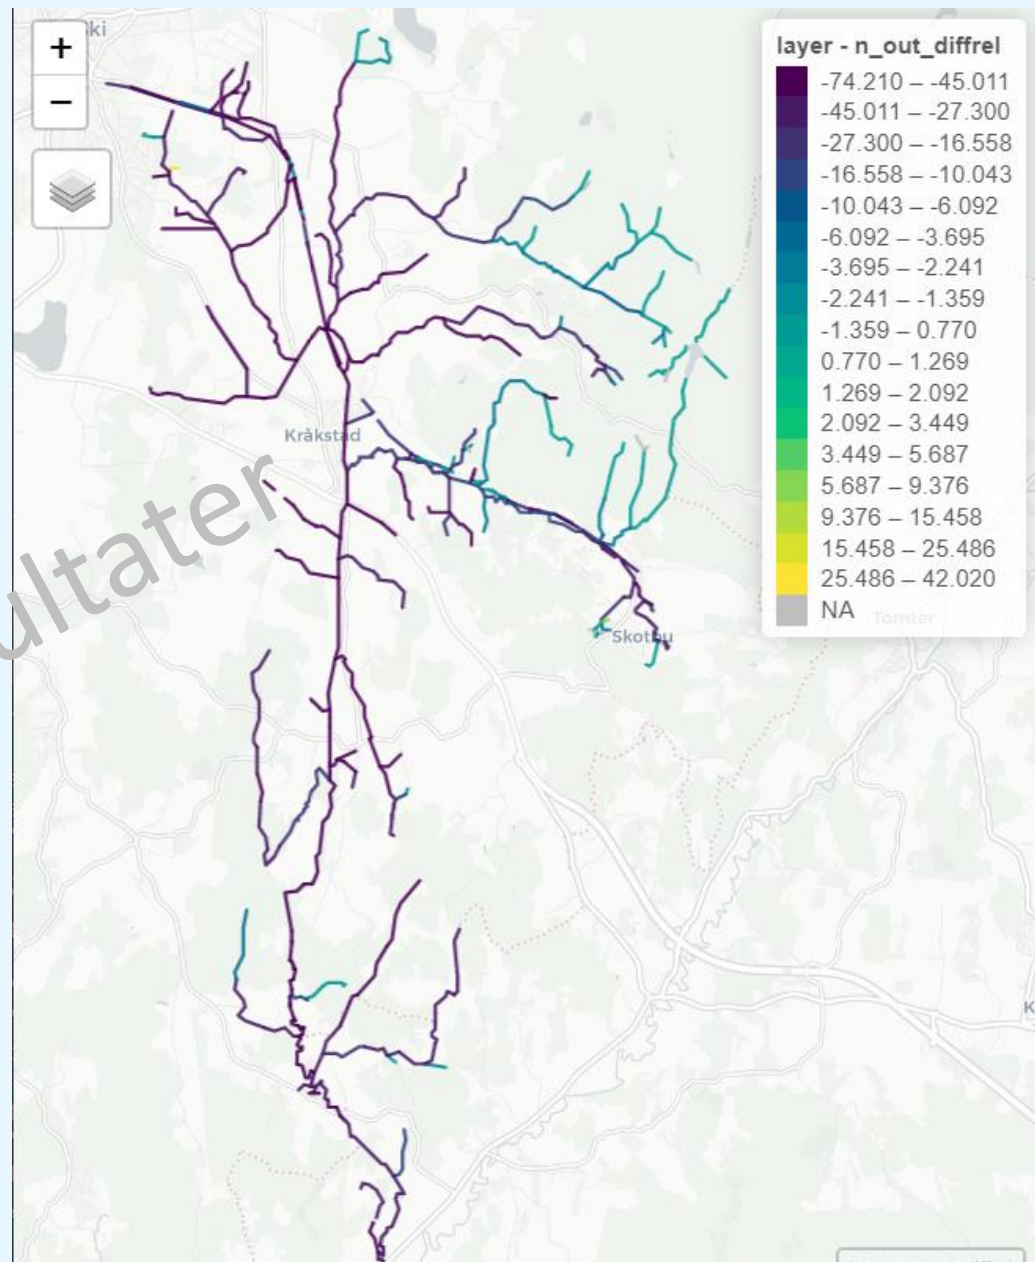 +
ki
−
layer - n_out_diffrel
-74.210 – -45.011
-45.011 – -27.300
-27.300 – -16.558
-16.558 – -10.043
-10.043 – -6.092
-6.092 – -3.695
-3.695 – -2.241
-2.241 – -1.359
-1.359 – 0.770
0.770 – 1.269
1.269 – 2.092
2.092 – 3.449
3.449 – 5.687
5.687 – 9.376
9.376 – 15.458
15.458 – 25.486
25.486 – 42.020
NA
Kråkstad
ultater
Skotbu
Tomter
K